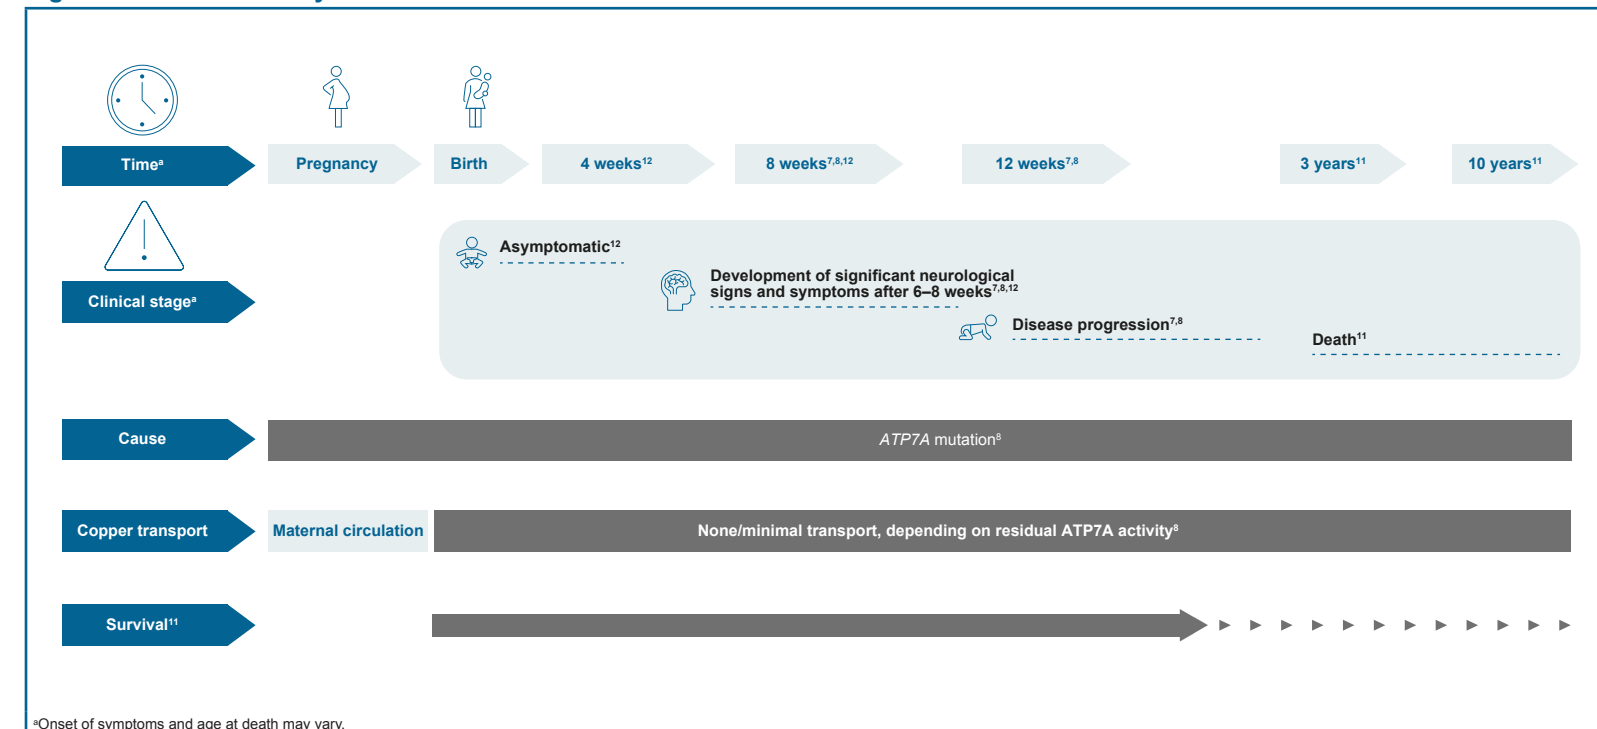 Timeᵃ
Pregnancy
Birth
4 weeks¹²
8 weeks⁷,⁸,¹²
12 weeks⁷,⁸
3 years¹¹
10 years¹¹
Clinical stageᵃ
Asymptomatic¹²
Development of significant neurological
signs and symptoms after 6–8 weeks⁷,⁸,¹²
Disease progression⁷,⁸
Death¹¹
Cause
ATP7A mutation⁸
Copper transport
Maternal circulation
None/minimal transport, depending on residual ATP7A activity⁸
Survival¹¹
ᵃOnset of symptoms and age at death may vary.